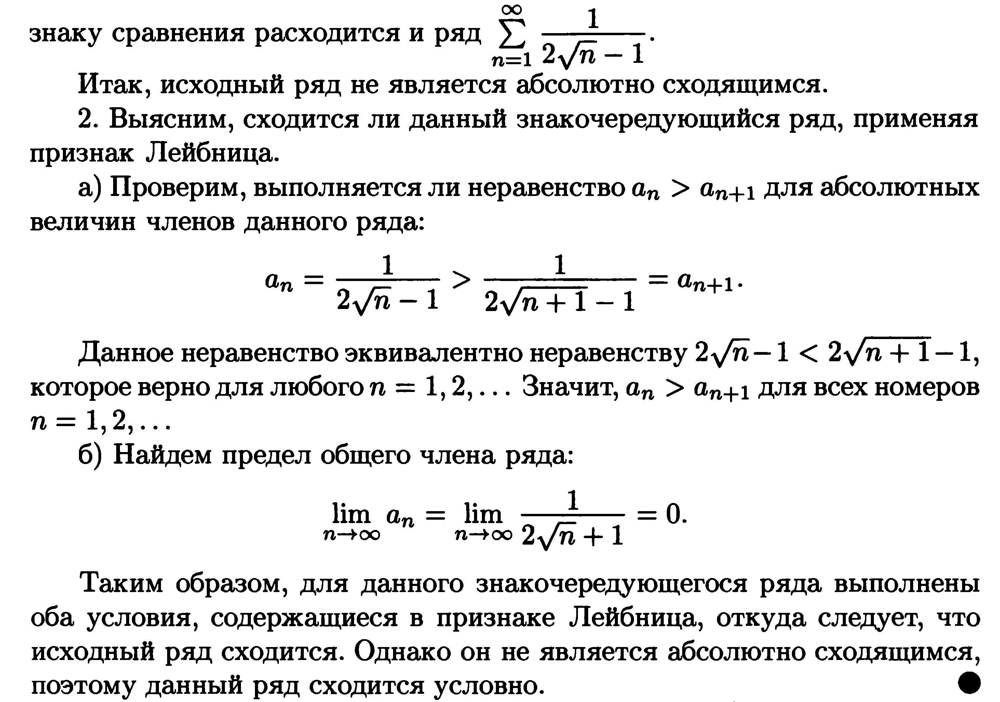 знаку сравнения расходится и ряд $\sum\limits_{n=1}^{\infty} \frac{1}{2\sqrt{n}-1}$.
Итак, исходный ряд не является абсолютно сходящимся.
2. Выясним, сходится ли данный знакочередующийся ряд, применяя
признак Лейбница.
а) Проверим, выполняется ли неравенство $a_n > a_{n+1}$ для абсолютных
величин членов данного ряда:
$a_n = \frac{1}{2\sqrt{n}-1} > \frac{1}{2\sqrt{n+1}-1} = a_{n+1}.$
Данное неравенство эквивалентно неравенству $2\sqrt{n}-1 < 2\sqrt{n+1}-1$,
которое верно для любого $n = 1, 2, \ldots$ Значит, $a_n > a_{n+1}$ для всех номеров
$n = 1, 2, \ldots$
б) Найдем предел общего члена ряда:
$\lim\limits_{n\to\infty} a_n = \lim\limits_{n\to\infty} \frac{1}{2\sqrt{n}+1} = 0.$
Таким образом, для данного знакочередующегося ряда выполнены
оба условия, содержащиеся в признаке Лейбница, откуда следует, что
исходный ряд сходится. Однако он не является абсолютно сходящимся,
поэтому данный ряд сходится условно. ●